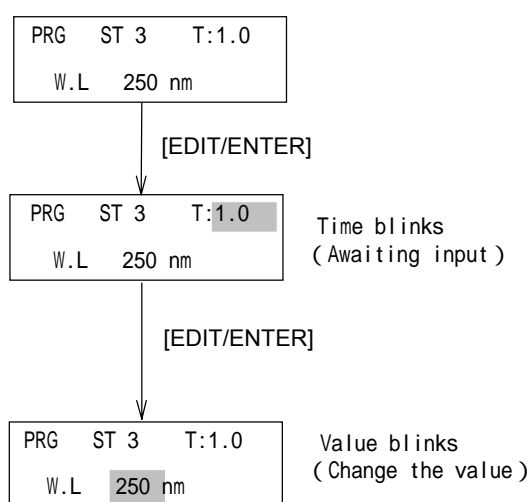 PRG ST 3 T:1.0
W.L 250 nm
[EDIT/ENTER]
PRG ST 3 T:1.0
W.L 250 nm
Time blinks
(Awaiting input)
[EDIT/ENTER]
PRG ST 3 T:1.0
W.L 250 nm
Value blinks
(Change the value)